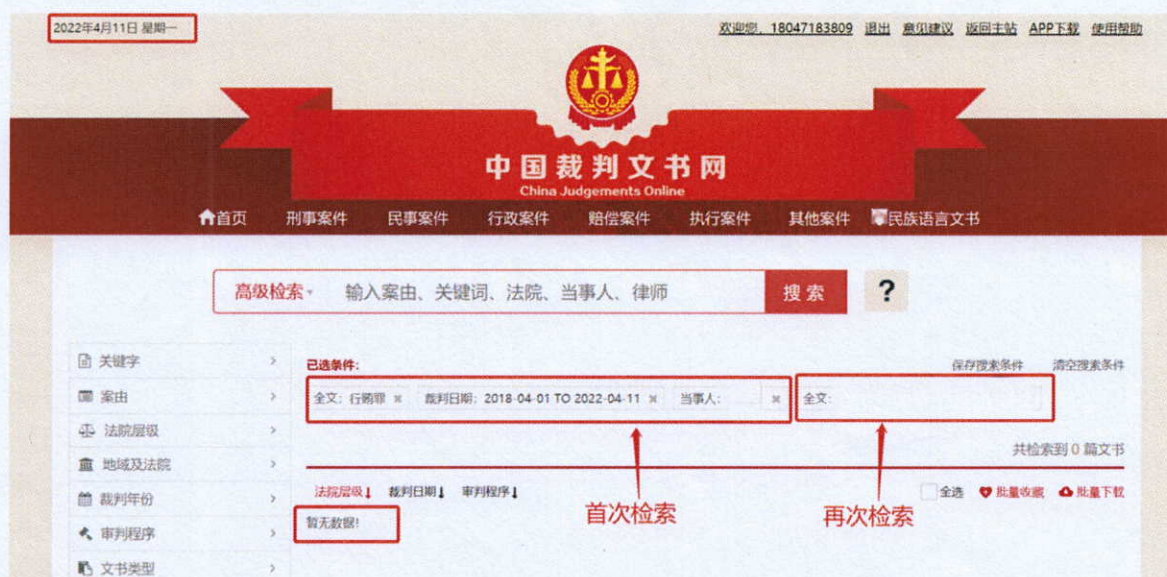 2022年4月11日 星期一
欢迎您，18047183809 退出 意见建议 返回主站 APP下载 使用帮助
中国裁判文书网
China Judgements Online
首页 刑事案件 民事案件 行政案件 赔偿案件 执行案件 其他案件 民族语言文书
高级检索 输入案由、关键词、法院、当事人、律师 搜索 ?
关键字
案由
法院层级
地域及法院
裁判年份
审判程序
文书类型
已选条件:
保存搜索条件 清空搜索条件
全文: 行贿罪 × 裁判日期: 2018-04-01 TO 2022-04-11 × 当事人: × 全文:
共检索到 0 篇文书
法院层级↓ 裁判日期↓ 审判程序↓
全选 批量收藏 批量下载
暂无数据!
首次检索
再次检索